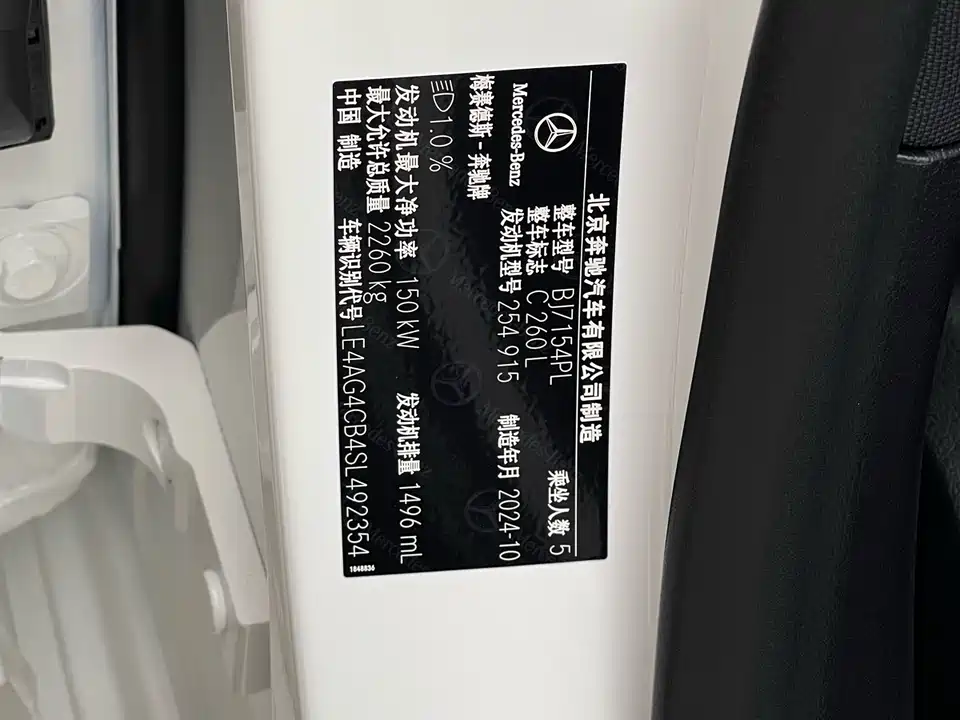 北京奔驰汽车有限公司制造
Mercedes-Benz
梅赛德斯-奔驰牌
整车型号 BJ7154PL 乘坐人数 5
整车标志 C 260 L
发动机型号 254 915 制造年月 2024-10
1.0 %
发动机最大净功率 150 kW 发动机排量 1496 mL
最大允许总质量 2260 kg
中国 制造 车辆识别代号 LE4AG4CB4SL492354
1848836